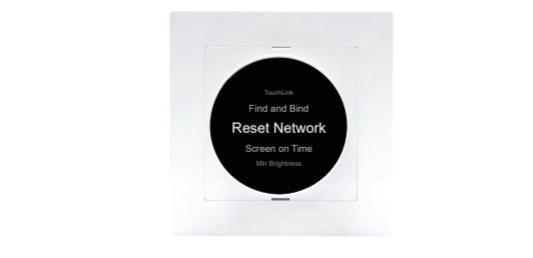 TouchLink
Find and Bind
Reset Network
Screen on Time
Min Brightness